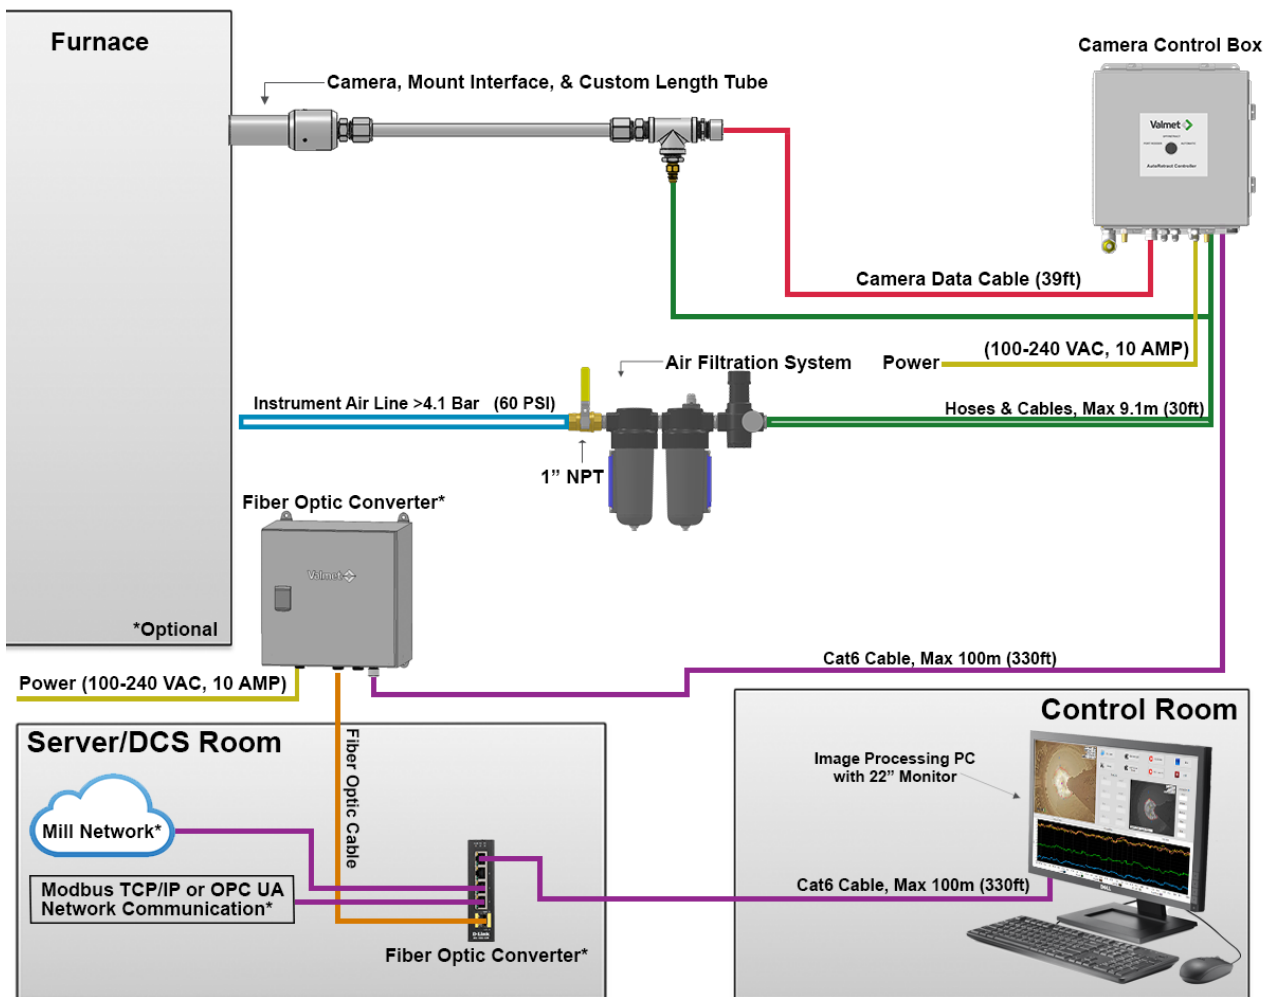 Furnace
Camera, Mount Interface, & Custom Length Tube
Camera Control Box
Valmet
AutoRetract Controller
Camera Data Cable (39ft)
(100-240 VAC, 10 AMP)
Power
Air Filtration System
Instrument Air Line >4.1 Bar (60 PSI)
Hoses & Cables, Max 9.1m (30ft)
1” NPT
Fiber Optic Converter*
Valmet
*Optional
Cat6 Cable, Max 100m (330ft)
Power (100-240 VAC, 10 AMP)
Server/DCS Room
Control Room
Fiber Optic Cable
Image Processing PC
with 22” Monitor
Mill Network*
Modbus TCP/IP or OPC UA
Network Communication*
Cat6 Cable, Max 100m (330ft)
DELL
D-Link
Fiber Optic Converter*